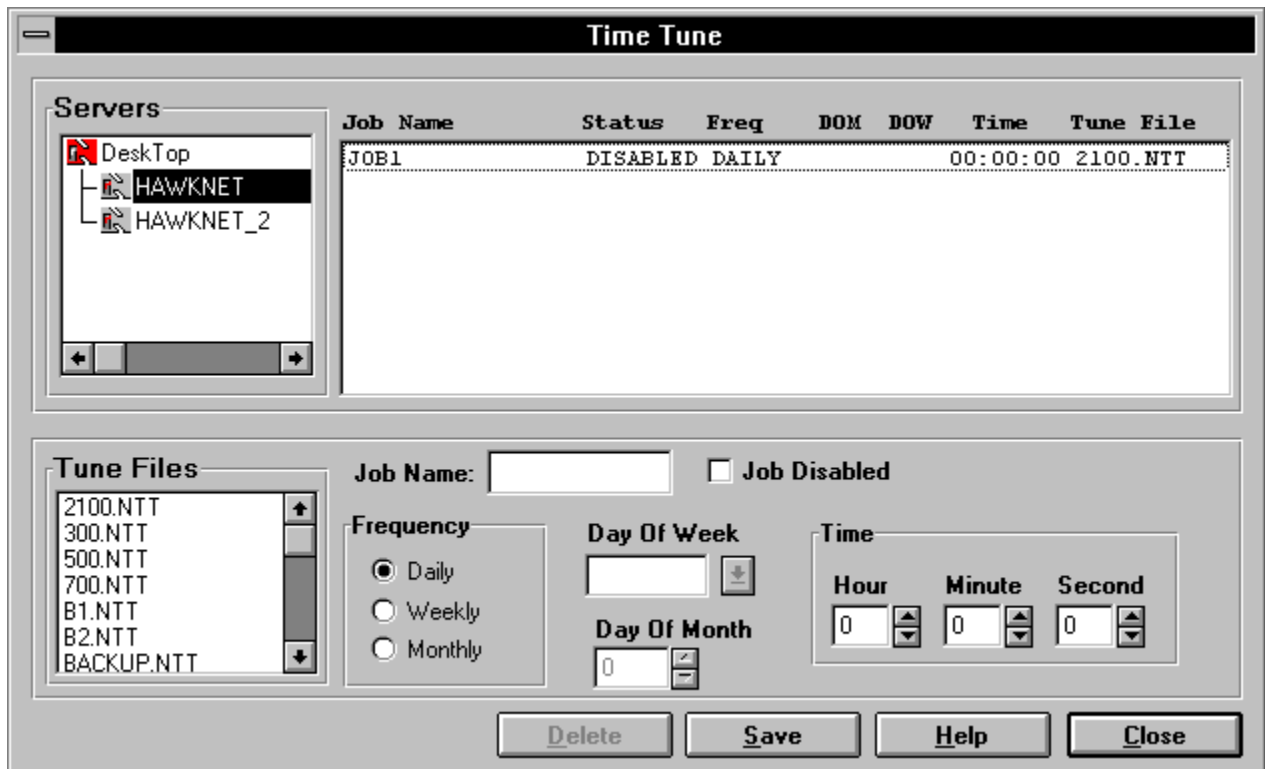 Time Tune
Servers
DeskTop
HAWKNET
HAWKNET_2
Job Name Status Freq DOM DOW Time Tune File
JOB1 DISABLED DAILY 00:00:00 2100.NTT
Tune Files
2100.NTT
300.NTT
500.NTT
700.NTT
B1.NTT
B2.NTT
BACKUP.NTT
Job Name:
Job Disabled
Frequency
Daily
Weekly
Monthly
Day Of Week
Day Of Month
0
Time
Hour Minute Second
0 0 0
Delete Save Help Close